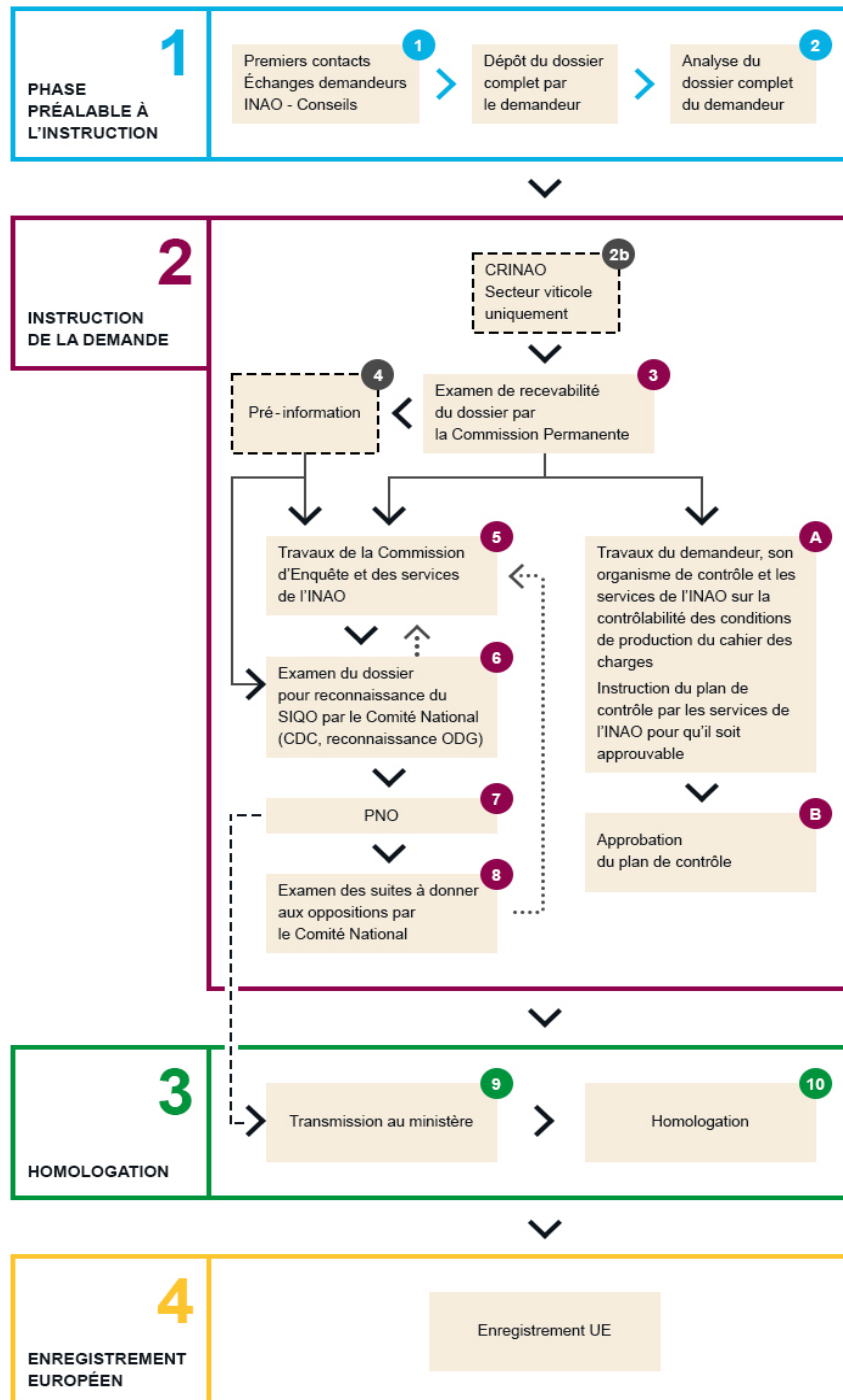 1
PHASE
PRÉALABLE À
L'INSTRUCTION
1
Premiers contacts
Échanges demandeurs
INAO - Conseils
Dépôt du dossier
complet par
le demandeur
2
Analyse du
dossier complet
du demandeur
2
INSTRUCTION
DE LA DEMANDE
2b
CRINAO
Secteur viticole
uniquement
4
Pré-information
3
Examen de recevabilité
du dossier par
la Commission Permanente
5
Travaux de la Commission
d'Enquête et des services
de l'INAO
6
Examen du dossier
pour reconnaissance du
SIQO par le Comité National
(CDC, reconnaissance ODG)
7
PNO
8
Examen des suites à donner
aux oppositions par
le Comité National
A
Travaux du demandeur, son
organisme de contrôle et les
services de l'INAO sur la
contrôlabilité des conditions
de production du cahier des
charges
Instruction du plan de
contrôle par les services de
l'INAO pour qu'il soit
approuvable
B
Approbation
du plan de contrôle
3
HOMOLOGATION
9
Transmission au ministère
10
Homologation
4
ENREGISTREMENT
EUROPÉEN
Enregistrement UE